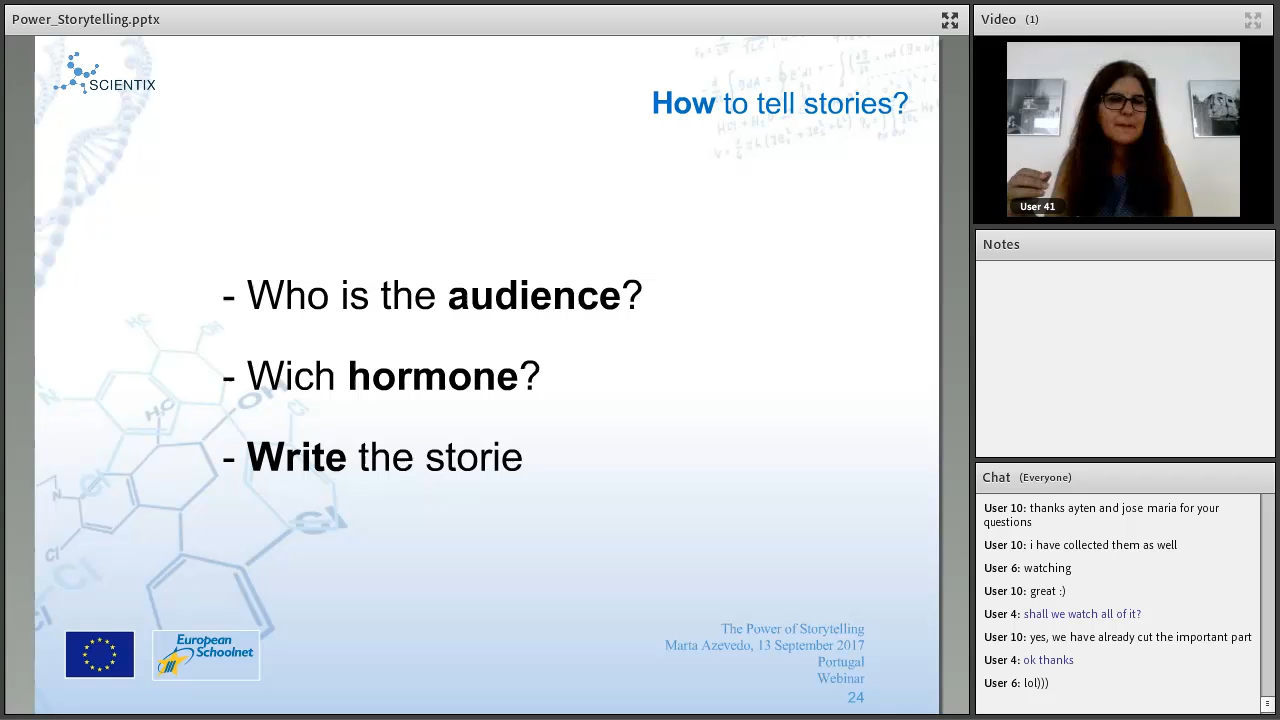 Power_Storytelling.pptx
SCIENTIX
How to tell stories?
- Who is the audience?
- Wich hormone?
- Write the storie
European
Schoolnet
The Power of Storytelling
Marta Azevedo, 13 September 2017
Portugal
Webinar
24
Video (1)
User 41
Notes
Chat (Everyone)
User 10: thanks ayten and jose maria for your
questions
User 10: i have collected them as well
User 6: watching
User 10: great :)
User 4: shall we watch all of it?
User 10: yes, we have already cut the important part
User 4: ok thanks
User 6: lol)))